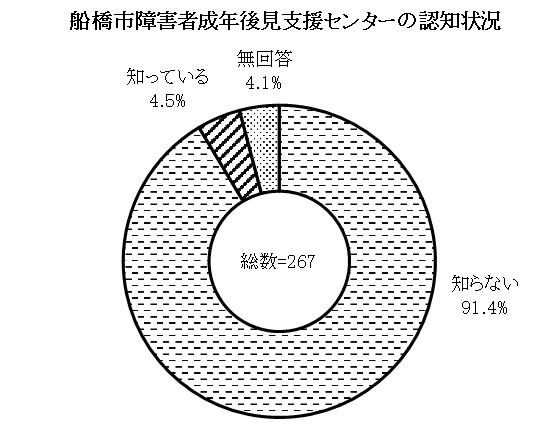 船橋市障害者成年後見支援センターの認知状況
無回答
4.1%
知っている
4.5%
総数=267
知らない
91.4%